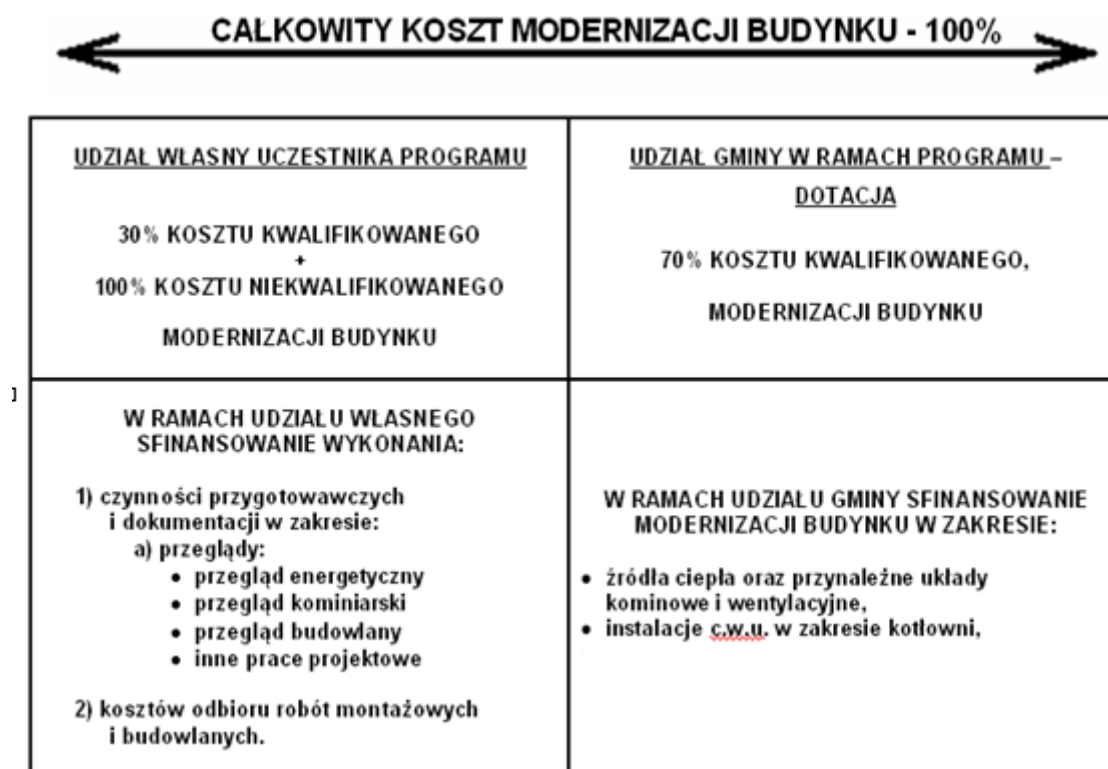 CAŁKOWITY KOSZT MODERNIZACJI BUDYNKU - 100%
UDZIAŁ WŁASNY UCZESTNIKA PROGRAMU
30% KOSZTU KWALIFIKOWANEGO
+
100% KOSZTU NIEKWALIFIKOWANEGO
MODERNIZACJI BUDYNKU
UDZIAŁ GMINY W RAMACH PROGRAMU –
DOTACJA
70% KOSZTU KWALIFIKOWANEGO,
MODERNIZACJI BUDYNKU
W RAMACH UDZIAŁU WŁASNEGO
SFINANSOWANIE WYKONANIA:
1) czynności przygotowawczych
i dokumentacji w zakresie:
a) przeglądy:
• przegląd energetyczny
• przegląd kominiarski
• przegląd budowlany
• inne prace projektowe
2) kosztów odbioru robót montażowych
i budowlanych.
W RAMACH UDZIAŁU GMINY SFINANSOWANIE
MODERNIZACJI BUDYNKU W ZAKRESIE:
• źródła ciepła oraz przynależne układy
kominowe i wentylacyjne,
• instalacje c.w.u. w zakresie kotłowni,